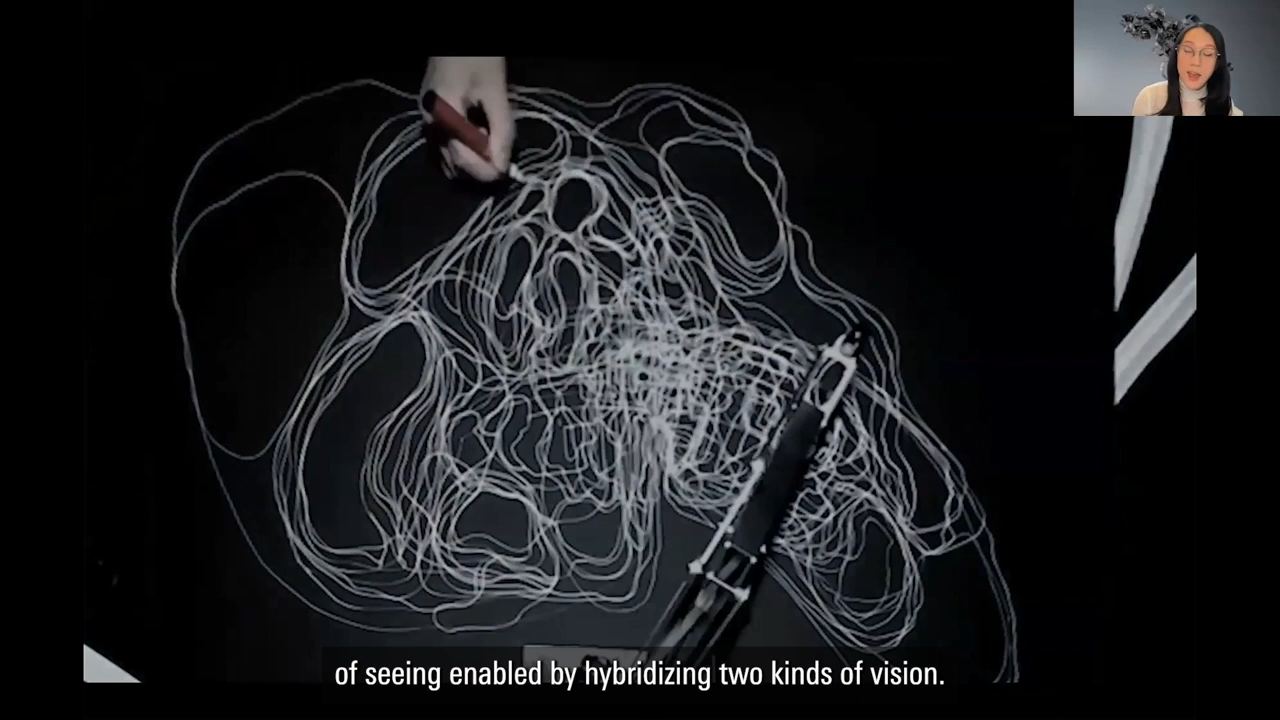 of seeing enabled by hybridizing two kinds of vision.